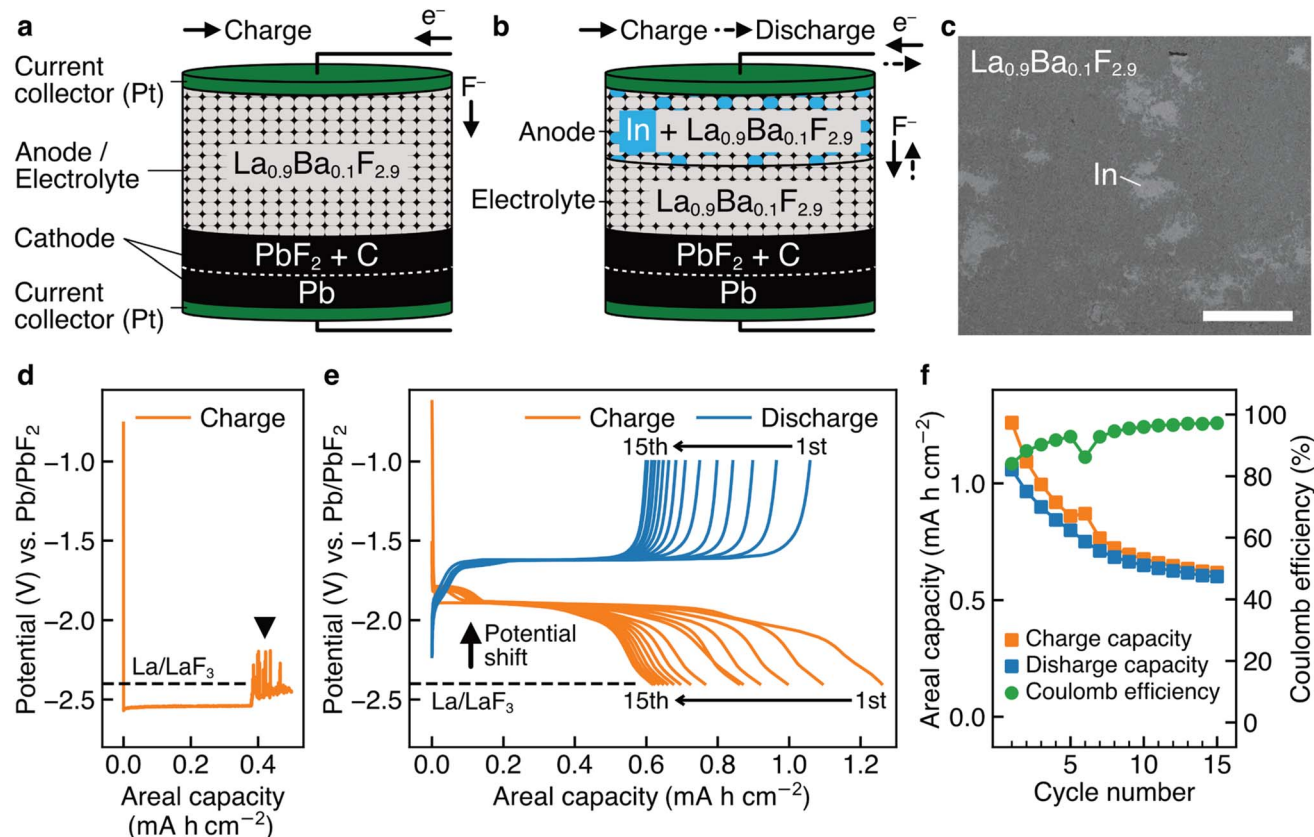 a
Charge
e⁻
Current
collector (Pt)
F⁻
Anode /
Electrolyte
La₀.₉Ba₀.₁F₂.₉
Cathode
PbF₂ + C
Pb
Current
collector (Pt)
b
Charge Discharge
e⁻
Anode
In + La₀.₉Ba₀.₁F₂.₉
F⁻
Electrolyte
La₀.₉Ba₀.₁F₂.₉
PbF₂ + C
Pb
c
La₀.₉Ba₀.₁F₂.₉
In
d
Charge
Potential (V) vs. Pb/PbF₂
−1.0
−1.5
−2.0
−2.5
La/LaF₃
0.0 0.4
Areal capacity
(mA h cm⁻²)
e
Charge Discharge
15th 1st
Potential (V) vs. Pb/PbF₂
−1.0
−1.5
−2.0
−2.5
Potential
shift
La/LaF₃
15th 1st
0.0 0.2 0.4 0.6 0.8 1.0 1.2
Areal capacity (mA h cm⁻²)
f
Areal capacity (mA h cm⁻²)
1.0
0.5
0.0
Charge capacity
Disharge capacity
Coulomb efficiency
100
80
60
40
20
0
Coulomb efficiency (%)
5 10 15
Cycle number